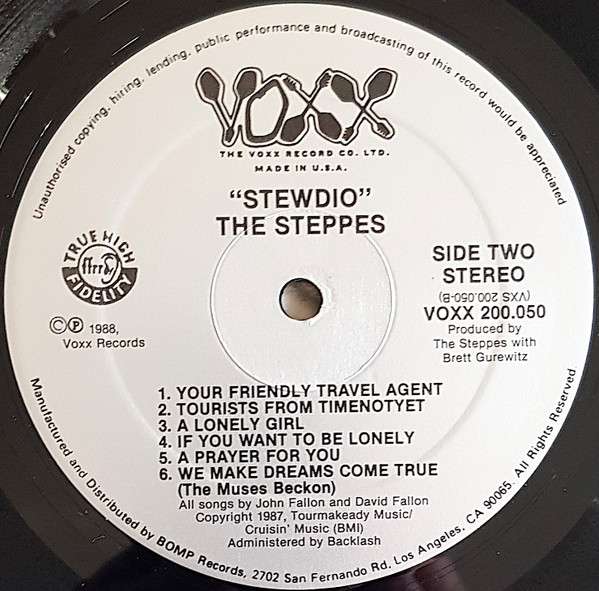 Unauthorised copying, hiring, lending, public performance and broadcasting of this record would be appreciated
VOXX
THE VOXX RECORD CO. LTD.
MADE IN U.S.A.
"STEWDIO"
THE STEPPES
TRUE HIGH
ffrr
FIDELITY
SIDE TWO
STEREO
(VXS 200.050-B)
VOXX 200.050
Produced by
The Steppes with
Brett Gurewitz
©℗ 1988,
Voxx Records
1. YOUR FRIENDLY TRAVEL AGENT
2. TOURISTS FROM TIMENOTYET
3. A LONELY GIRL
4. IF YOU WANT TO BE LONELY
5. A PRAYER FOR YOU
6. WE MAKE DREAMS COME TRUE
(The Muses Beckon)
All songs by John Fallon and David Fallon
Copyright 1987, Tourmakeady Music/
Cruisin' Music (BMI)
Administered by Backlash
Manufactured and Distributed by BOMP Records, 2702 San Fernando Rd. Los Angeles, CA 90065. All Rights Reserved